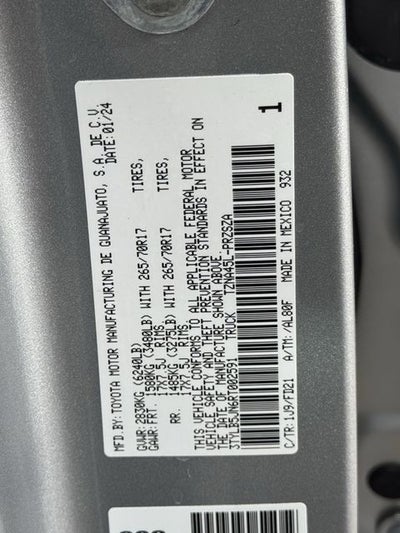 MFD.BY:TOYOTA MOTOR MANUFACTURING DE GUANAJUATO, S.A. DE C.V.
DATE: 01/24
GVWR: 2830KG (6240LB)
GAWR: FRT. 1580KG (3480LB) WITH 265/70R17 TIRES,
17X7.5J RIMS
RR. 1485KG (3275LB) WITH 265/70R17 TIRES,
17X7.5J RIMS
THIS VEHICLE CONFORMS TO ALL APPLICABLE FEDERAL MOTOR
VEHICLE SAFETY AND THEFT PREVENTION STANDARDS IN EFFECT ON
THE DATE OF MANUFACTURE SHOWN ABOVE.
3TYLB5JN6RT002591 TRUCK TZNA45L-PRZSZA
1
C/TR: 1J9/FD21 A/TM: /AL80F MADE IN MEXICO 932